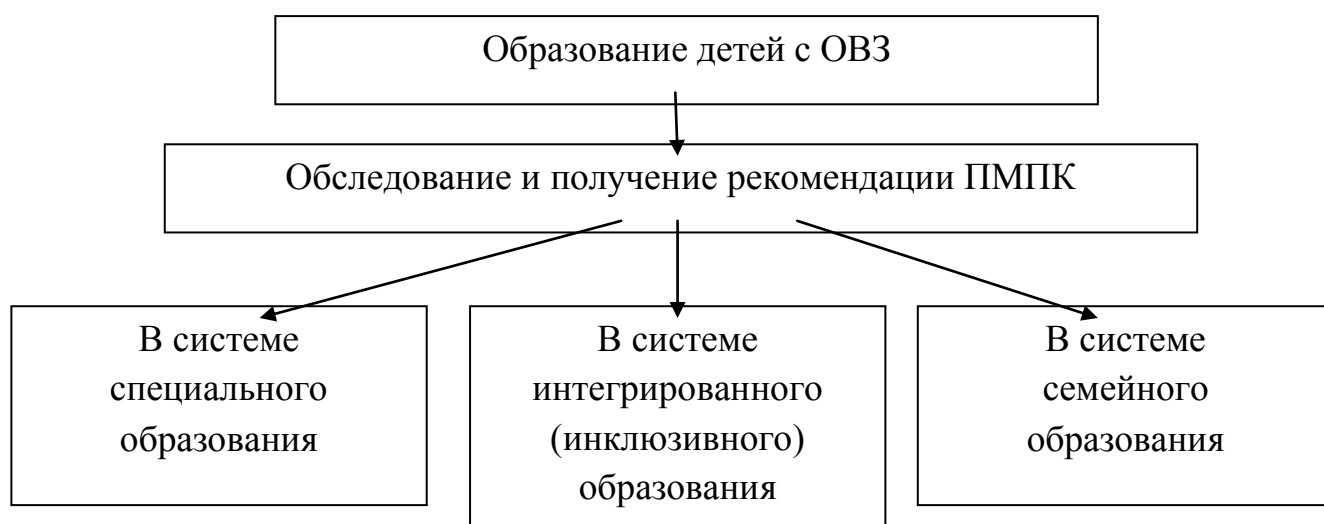 Образование детей с ОВЗ
Обследование и получение рекомендации ПМПК
В системе
специального
образования
В системе
интегрированного
(инклюзивного)
образования
В системе
семейного
образования